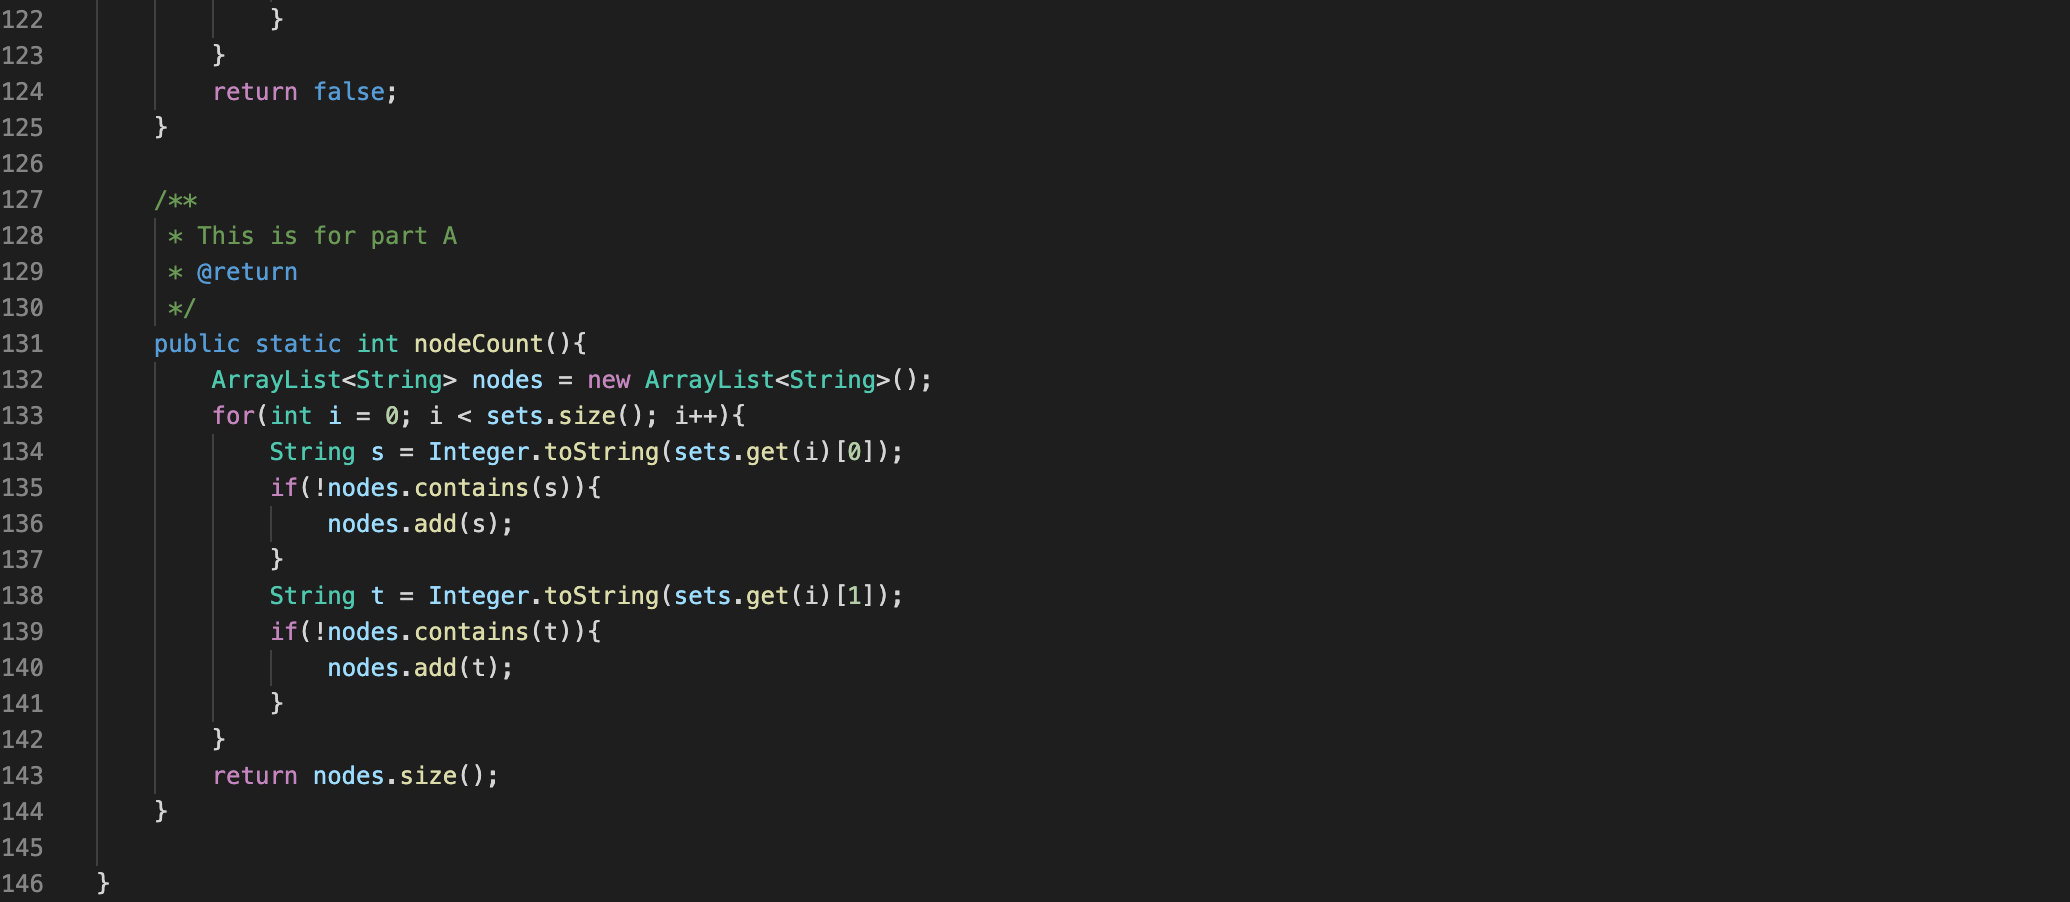 122                }
123            }
124            return false;
125        }
126
127        /**
128         * This is for part A
129         * @return
130         */
131        public static int nodeCount(){
132            ArrayList<String> nodes = new ArrayList<String>();
133            for(int i = 0; i < sets.size(); i++){
134                String s = Integer.toString(sets.get(i)[0]);
135                if(!nodes.contains(s)){
136                    nodes.add(s);
137                }
138                String t = Integer.toString(sets.get(i)[1]);
139                if(!nodes.contains(t)){
140                    nodes.add(t);
141                }
142            }
143            return nodes.size();
144        }
145
146    }